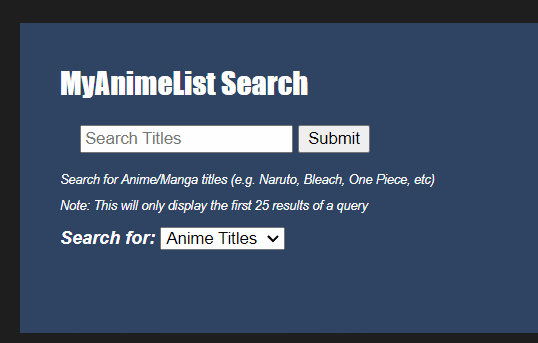 MyAnimeList Search
Search Titles Submit
Search for Anime/Manga titles (e.g. Naruto, Bleach, One Piece, etc)
Note: This will only display the first 25 results of a query
Search for: Anime Titles